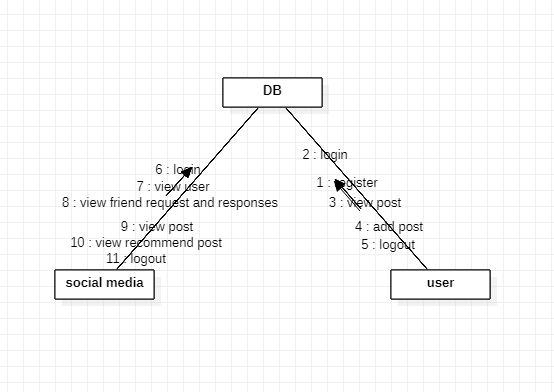 DB
2 : login
6 : login
1 : register
7 : view user
8 : view friend request and responses
3 : view post
9 : view post
4 : add post
10 : view recommend post
5 : logout
11 : logout
social media
user